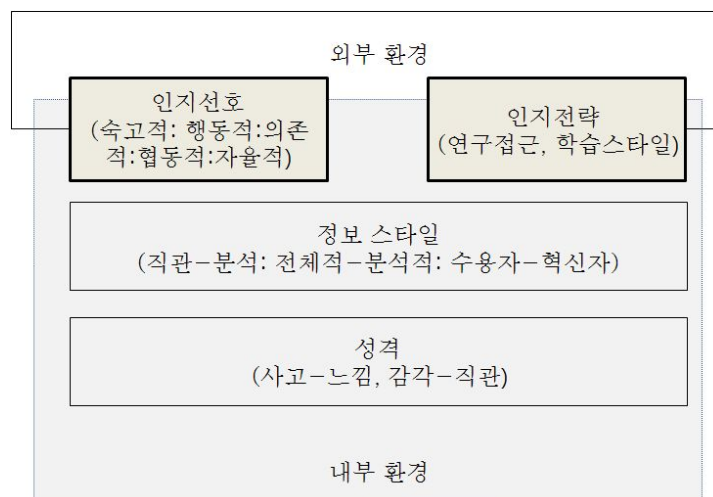 외부 환경
인지선호
(숙고적: 행동적:의존
적:협동적:자율적)
인지전략
(연구접근, 학습스타일)
정보 스타일
(직관-분석: 전체적-분석적: 수용자-혁신자)
성격
(사고-느낌, 감각-직관)
내부 환경